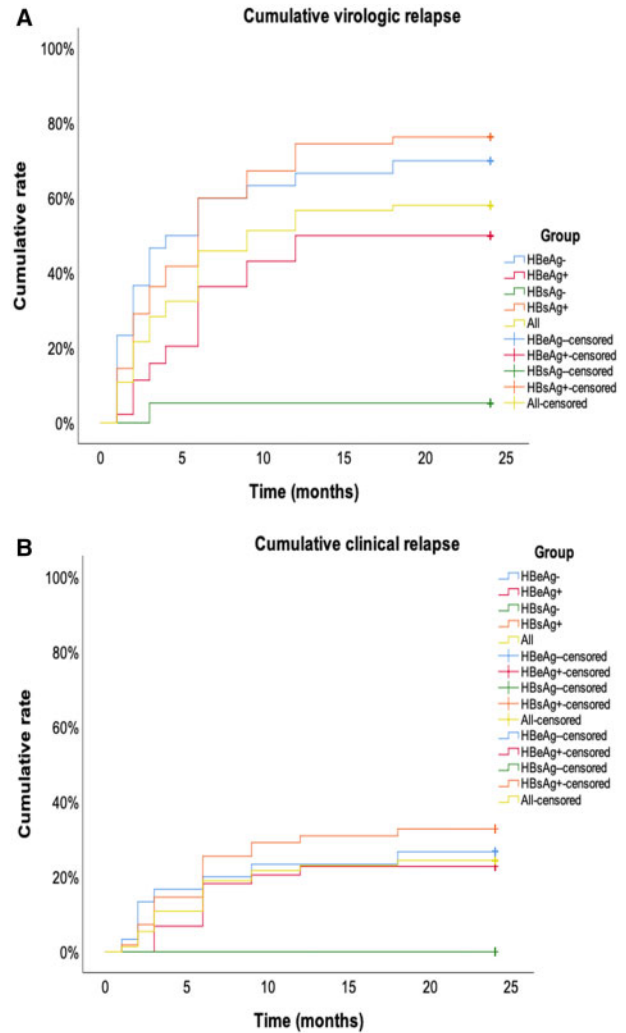 A
Cumulative virologic relapse
100%
80%
60%
40%
20%
0%
Cumulative rate
0 5 10 15 20 25
Time (months)
Group
HBeAg-
HBeAg+
HBsAg-
HBsAg+
All
HBeAg--censored
HBeAg+-censored
HBsAg--censored
HBsAg+-censored
All-censored
B
Cumulative clinical relapse
100%
80%
60%
40%
20%
0%
Cumulative rate
0 5 10 15 20 25
Time (months)
Group
HBeAg-
HBeAg+
HBsAg-
HBsAg+
All
HBeAg--censored
HBeAg+-censored
HBsAg--censored
HBsAg+-censored
All-censored
HBeAg--censored
HBeAg+-censored
HBsAg--censored
HBsAg+-censored
All-censored